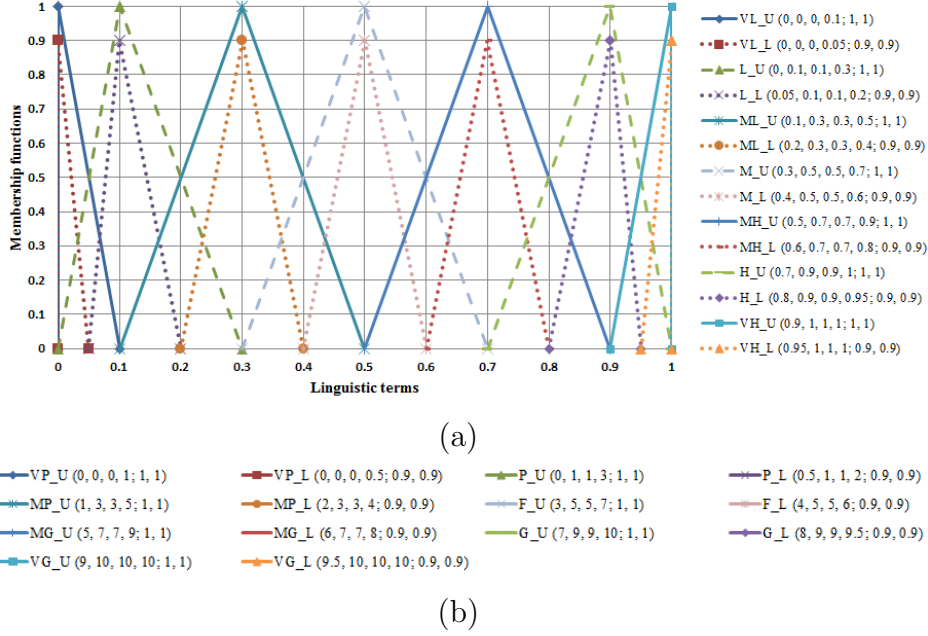 1
0.9
0.8
0.7
0.6
0.5
0.4
0.3
0.2
0.1
0
Membership functions
0 0.1 0.2 0.3 0.4 0.5 0.6 0.7 0.8 0.9 1
Linguistic terms
VL_U (0, 0, 0, 0.1; 1, 1)
VL_L (0, 0, 0, 0.05; 0.9, 0.9)
L_U (0, 0.1, 0.1, 0.3; 1, 1)
L_L (0.05, 0.1, 0.1, 0.2; 0.9, 0.9)
ML_U (0.1, 0.3, 0.3, 0.5; 1, 1)
ML_L (0.2, 0.3, 0.3, 0.4; 0.9, 0.9)
M_U (0.3, 0.5, 0.5, 0.7; 1, 1)
M_L (0.4, 0.5, 0.5, 0.6; 0.9, 0.9)
MH_U (0.5, 0.7, 0.7, 0.9; 1, 1)
MH_L (0.6, 0.7, 0.7, 0.8; 0.9, 0.9)
H_U (0.7, 0.9, 0.9, 1; 1, 1)
H_L (0.8, 0.9, 0.9, 0.95; 0.9, 0.9)
VH_U (0.9, 1, 1, 1; 1, 1)
VH_L (0.95, 1, 1, 1; 0.9, 0.9)
(a)
VP_U (0, 0, 0, 1; 1, 1) VP_L (0, 0, 0, 0.5; 0.9, 0.9) P_U (0, 1, 1, 3; 1, 1) P_L (0.5, 1, 1, 2; 0.9, 0.9)
MP_U (1, 3, 3, 5; 1, 1) MP_L (2, 3, 3, 4; 0.9, 0.9) F_U (3, 5, 5, 7; 1, 1) F_L (4, 5, 5, 6; 0.9, 0.9)
MG_U (5, 7, 7, 9; 1, 1) MG_L (6, 7, 7, 8; 0.9, 0.9) G_U (7, 9, 9, 10; 1, 1) G_L (8, 9, 9, 9.5; 0.9, 0.9)
VG_U (9, 10, 10, 10; 1, 1) VG_L (9.5, 10, 10, 10; 0.9, 0.9)
(b)